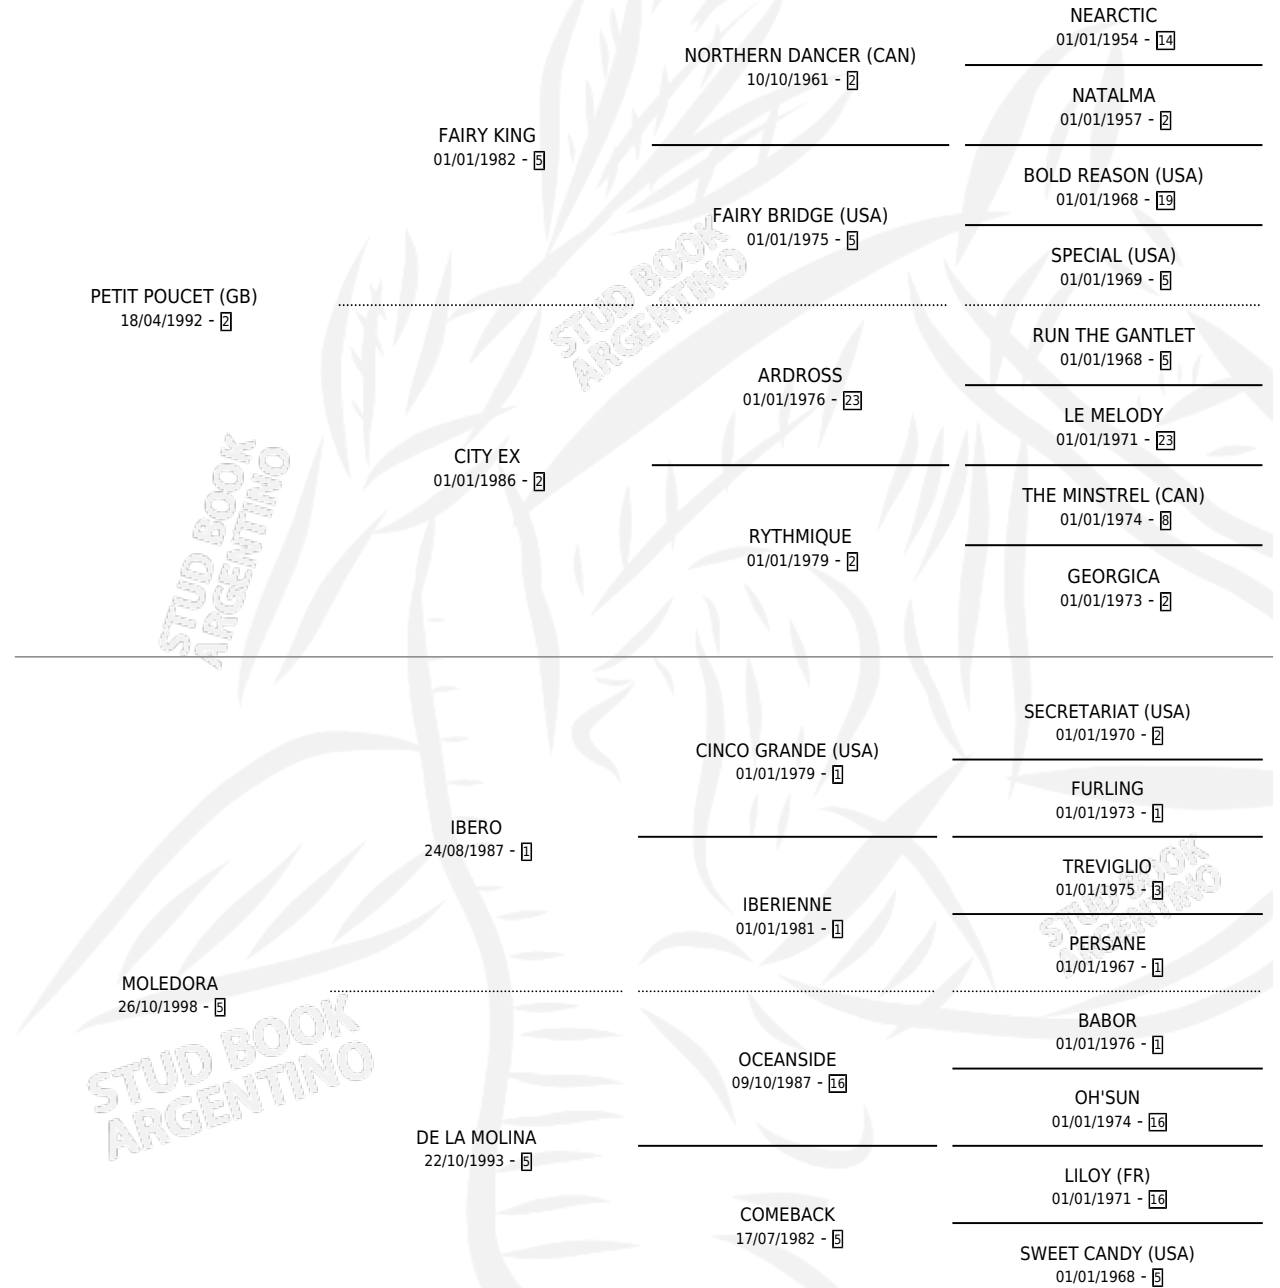 NEARCTIC
01/01/1954 - 14
NORTHERN DANCER (CAN)
10/10/1961 - 2
NATALMA
01/01/1957 - 2
FAIRY KING
01/01/1982 - 5
BOLD REASON (USA)
01/01/1968 - 19
FAIRY BRIDGE (USA)
01/01/1975 - 5
SPECIAL (USA)
01/01/1969 - 5
PETIT POUCET (GB)
18/04/1992 - 2
STUD BOOK
ARGENTINO
RUN THE GANTLET
01/01/1968 - 5
ARDROSS
01/01/1976 - 23
LE MELODY
01/01/1971 - 23
CITY EX
01/01/1986 - 2
THE MINSTREL (CAN)
01/01/1974 - 8
RYTHMIQUE
01/01/1979 - 2
GEORGICA
01/01/1973 - 2
STUD BOOK
ARGENTINO
SECRETARIAT (USA)
01/01/1970 - 2
CINCO GRANDE (USA)
01/01/1979 - 1
FURLING
01/01/1973 - 1
IBERO
24/08/1987 - 1
TREVIGLIO
01/01/1975 - 3
IBERIENNE
01/01/1981 - 1
STUD BOOK
ARGENTINO
PERSANE
01/01/1967 - 1
MOLEDORA
26/10/1998 - 5
BABOR
01/01/1976 - 1
OCEANSIDE
09/10/1987 - 16
OH'SUN
01/01/1974 - 16
STUD BOOK
ARGENTINO
DE LA MOLINA
22/10/1993 - 5
LILOY (FR)
01/01/1971 - 16
COMEBACK
17/07/1982 - 5
SWEET CANDY (USA)
01/01/1968 - 5